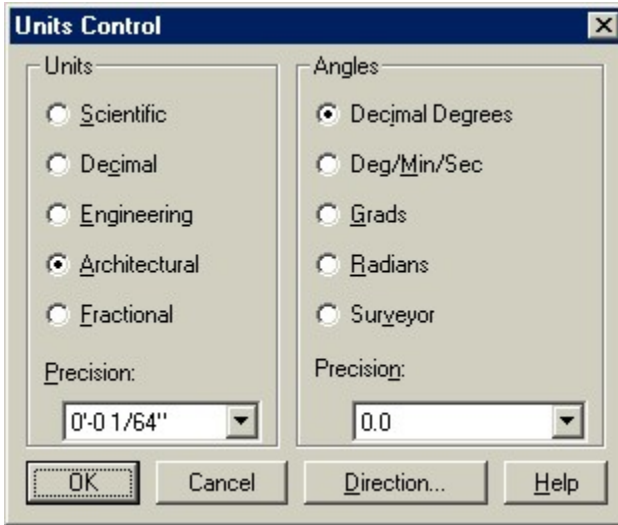 Units Control
Units
Scientific
Decimal
Engineering
Architectural
Fractional
Precision:
0'-0 1/64"
Angles
Decimal Degrees
Deg/Min/Sec
Grads
Radians
Surveyor
Precision:
0.0
OK
Cancel
Direction...
Help